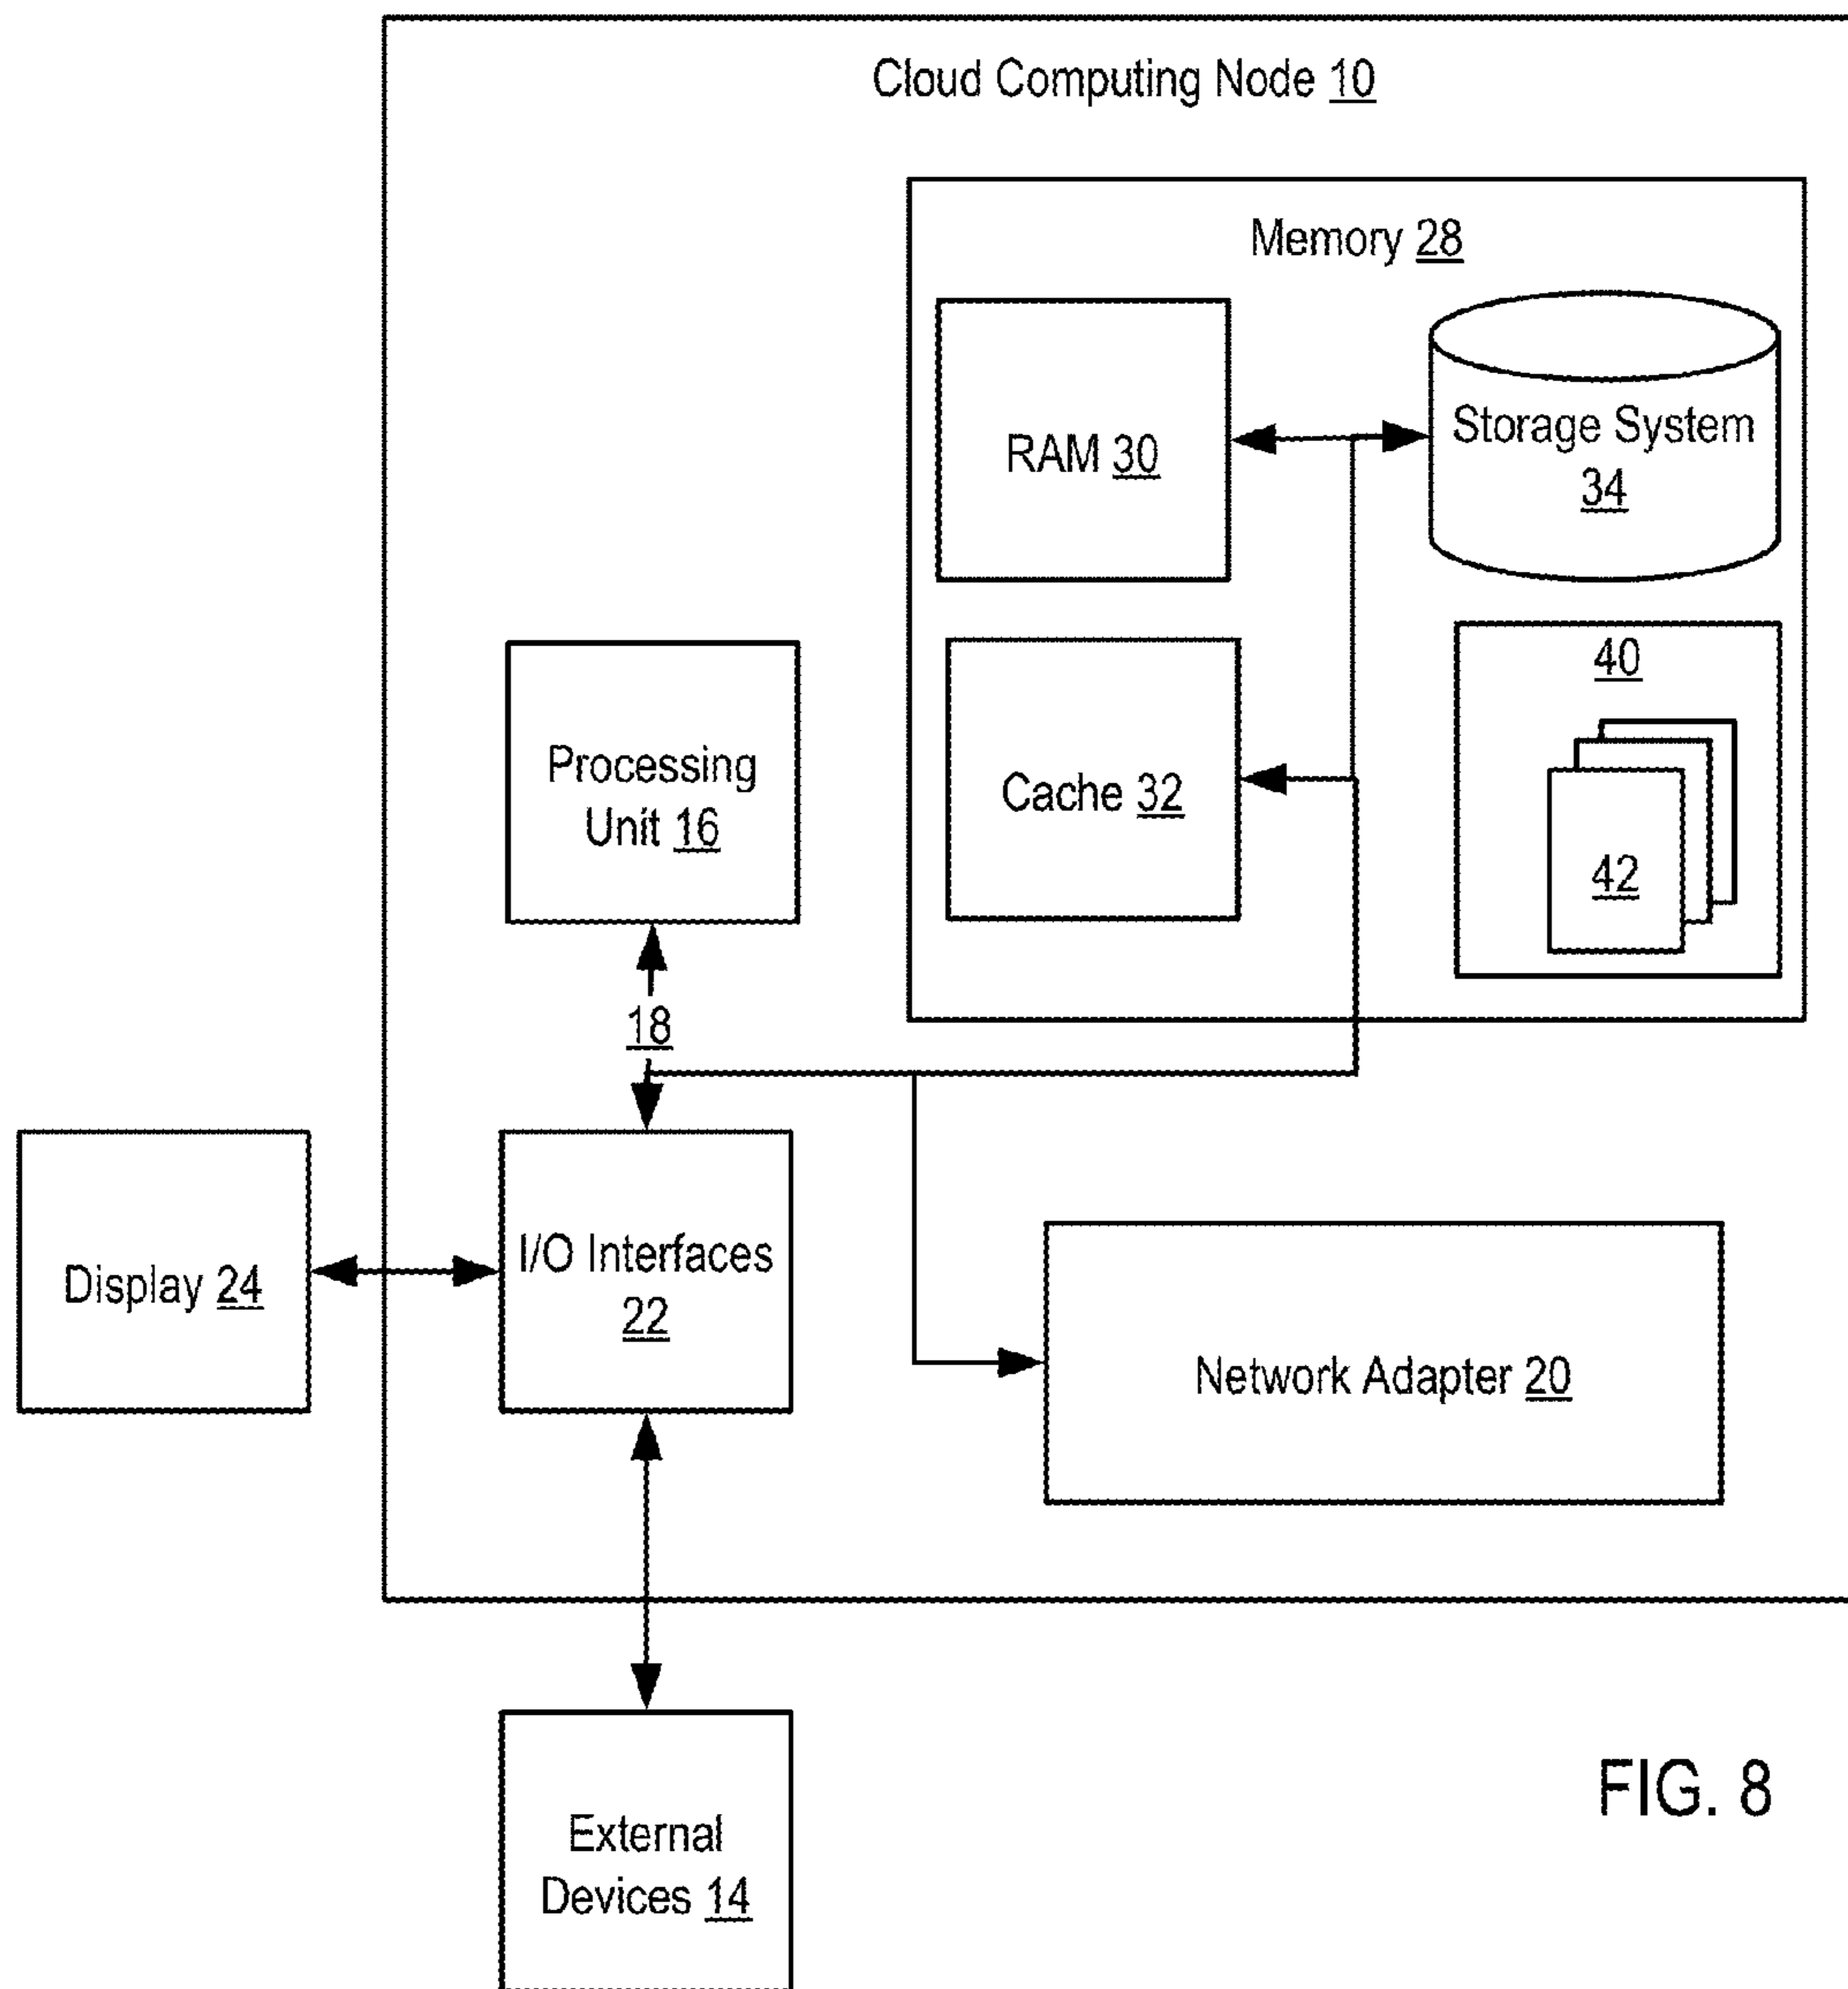 Cloud Computing Node 10
Memory 28
RAM 30
Storage System
34
Cache 32
40
42
Processing
Unit 16
18
Display 24
I/O Interfaces
22
Network Adapter 20
External
Devices 14
FIG. 8